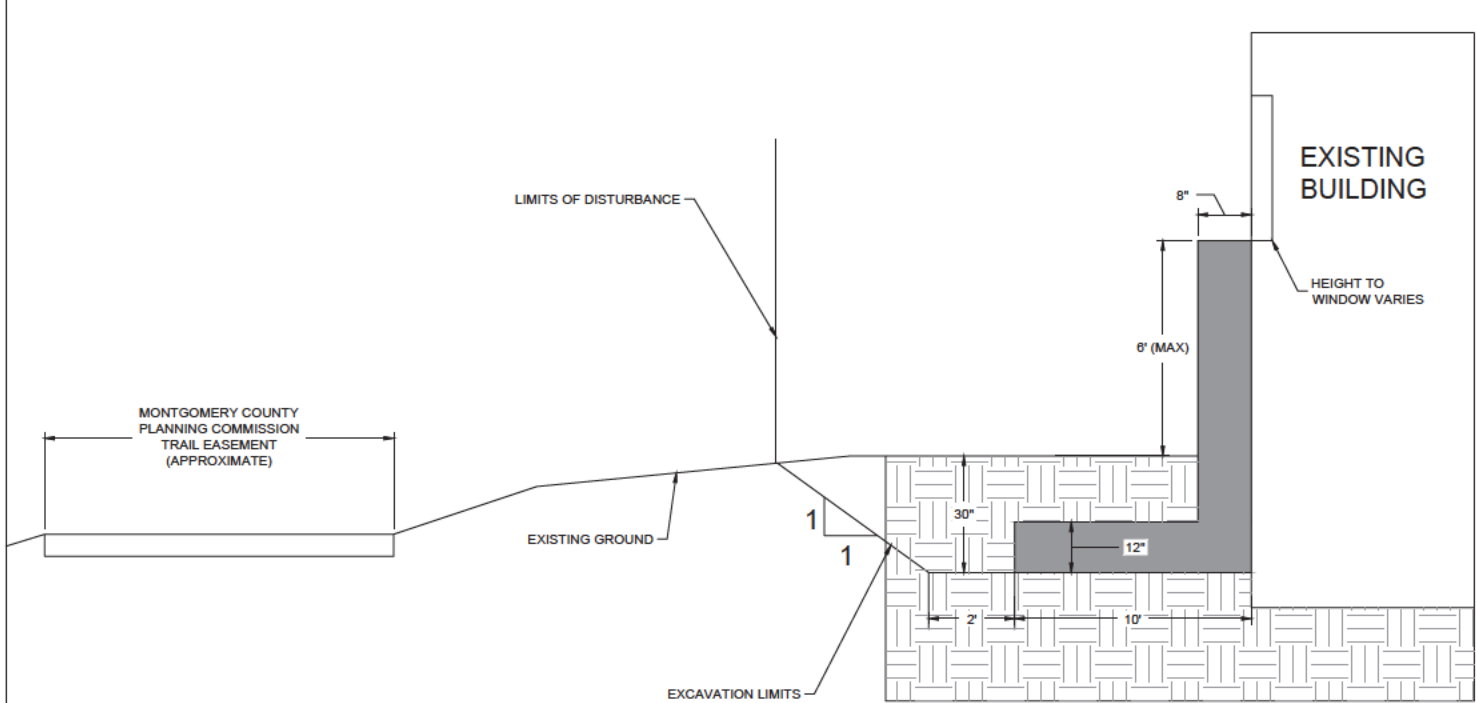 EXISTING
BUILDING
8"
LIMITS OF DISTURBANCE
HEIGHT TO
WINDOW VARIES
6' (MAX)
MONTGOMERY COUNTY
PLANNING COMMISSION
TRAIL EASEMENT
(APPROXIMATE)
30"
1
EXISTING GROUND
12"
1
2'
10'
EXCAVATION LIMITS